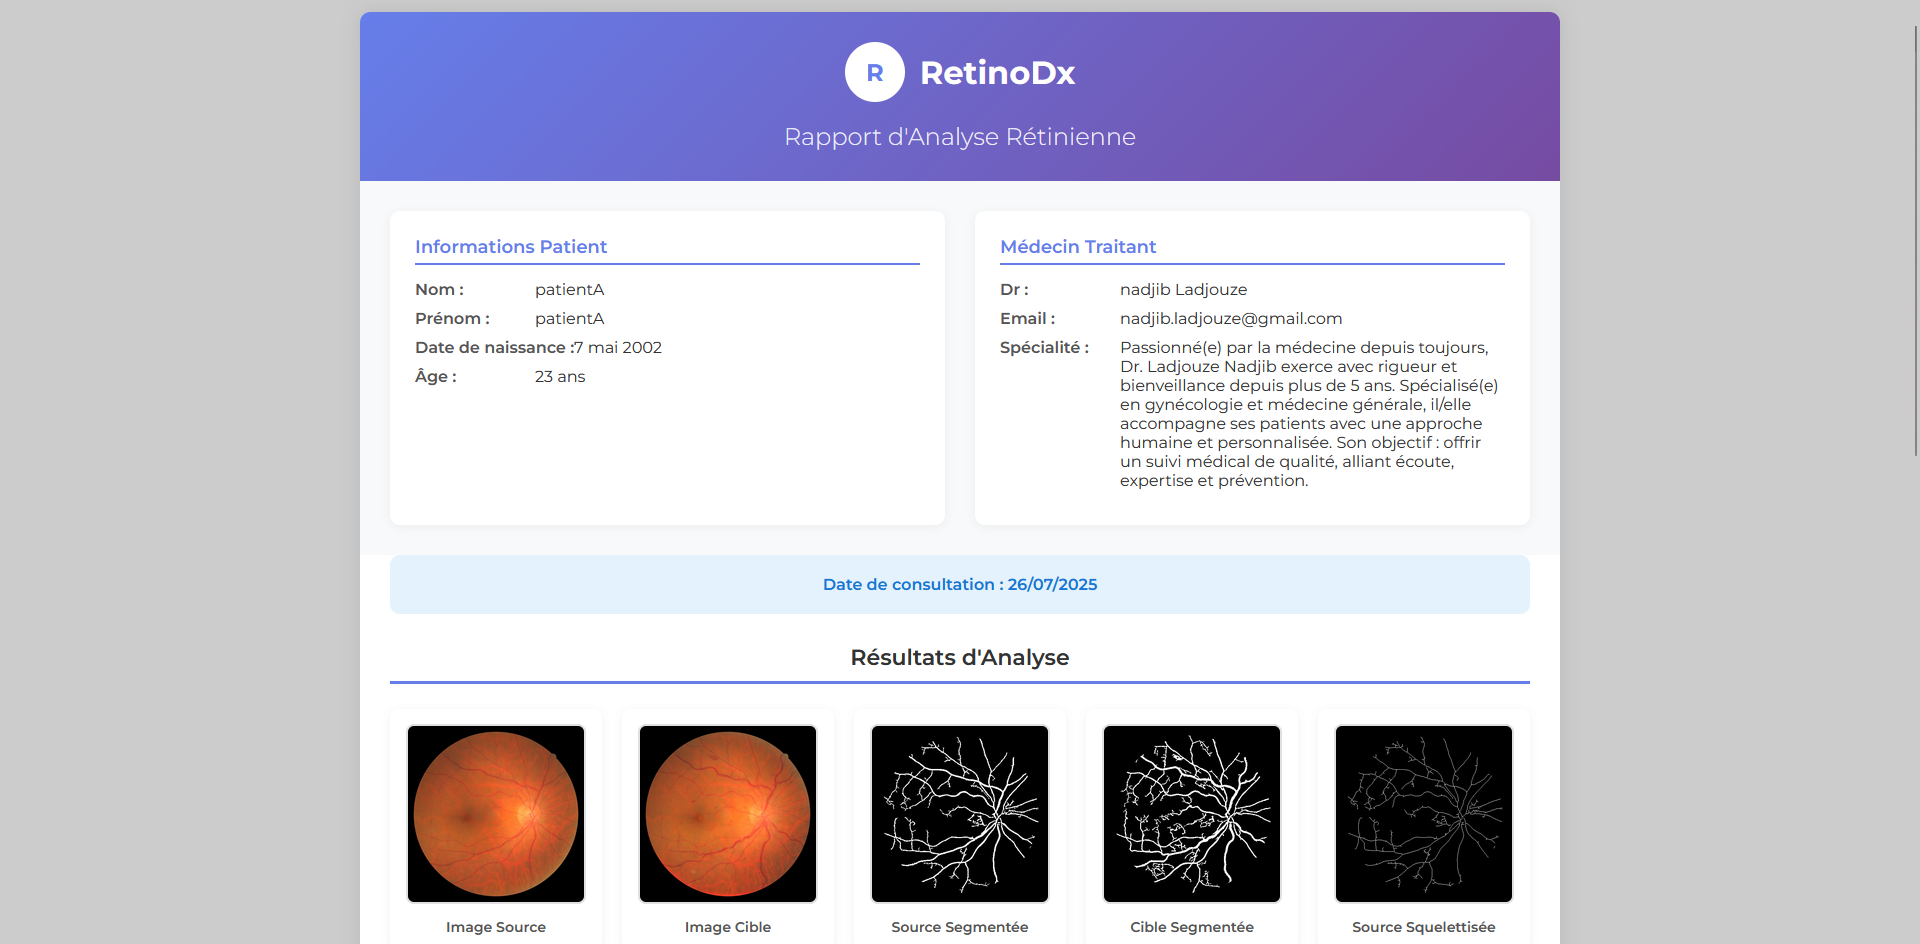 R
RetinoDx
Rapport d'Analyse Rétinienne
Informations Patient
Nom : patientA
Prénom : patientA
Date de naissance :7 mai 2002
Âge : 23 ans
Médecin Traitant
Dr : nadjib Ladjouze
Email : nadjib.ladjouze@gmail.com
Spécialité : Passionné(e) par la médecine depuis toujours,
Dr. Ladjouze Nadjib exerce avec rigueur et
bienveillance depuis plus de 5 ans. Spécialisé(e)
en gynécologie et médecine générale, il/elle
accompagne ses patients avec une approche
humaine et personnalisée. Son objectif : offrir
un suivi médical de qualité, alliant écoute,
expertise et prévention.
Date de consultation : 26/07/2025
Résultats d'Analyse
Image Source
Image Cible
Source Segmentée
Cible Segmentée
Source Squelettisée